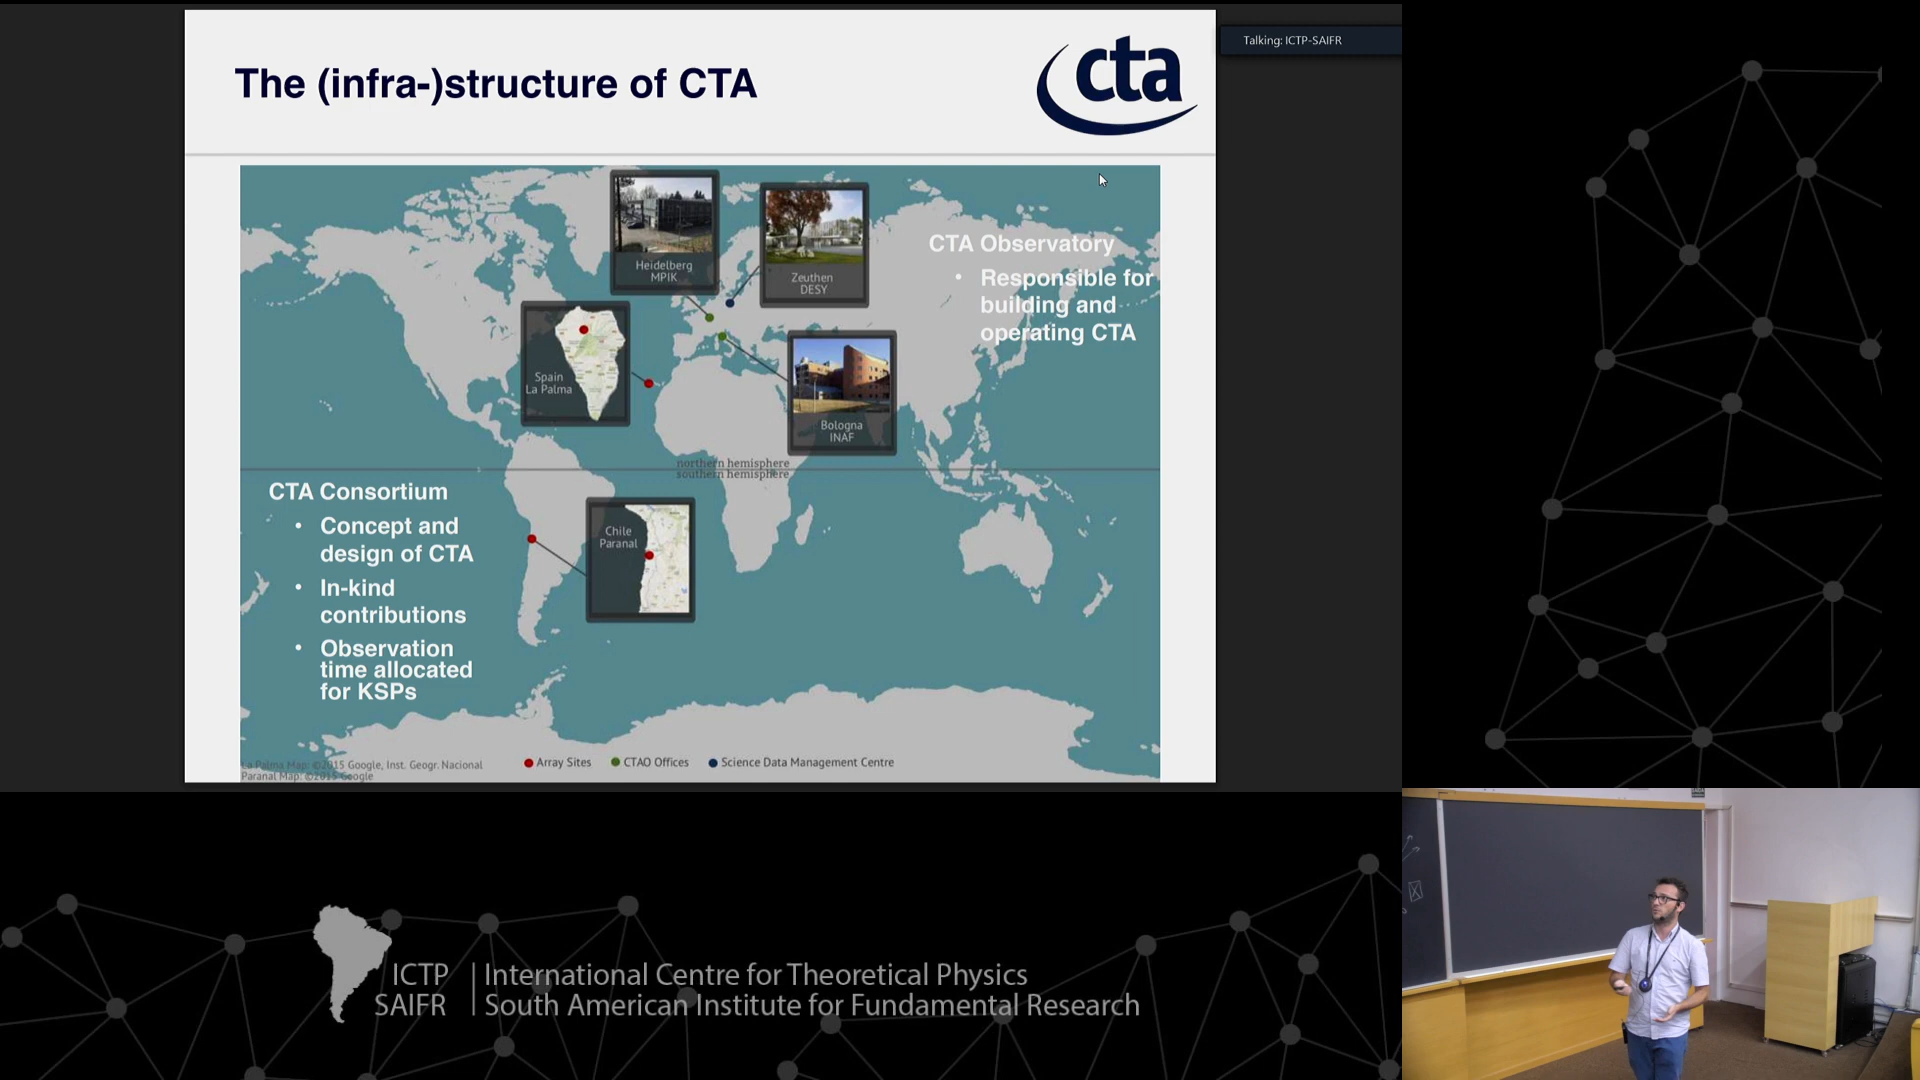 The (infra-)structure of CTA
cta
Talking: ICTP-SAIFR
Heidelberg
MPIK
Zeuthen
DESY
CTA Observatory
• Responsible for
building and
operating CTA
Spain
La Palma
Bologna
INAF
northern hemisphere
southern hemisphere
CTA Consortium
• Concept and
design of CTA
• In-kind
contributions
• Observation
time allocated
for KSPs
Chile
Paranal
Array Sites
CTAO Offices
Science Data Management Centre
La Palma Map: ©2015 Google, Inst. Geogr. Nacional
Paranal Map: ©2015 Google
ICTP
SAIFR
International Centre for Theoretical Physics
South American Institute for Fundamental Research